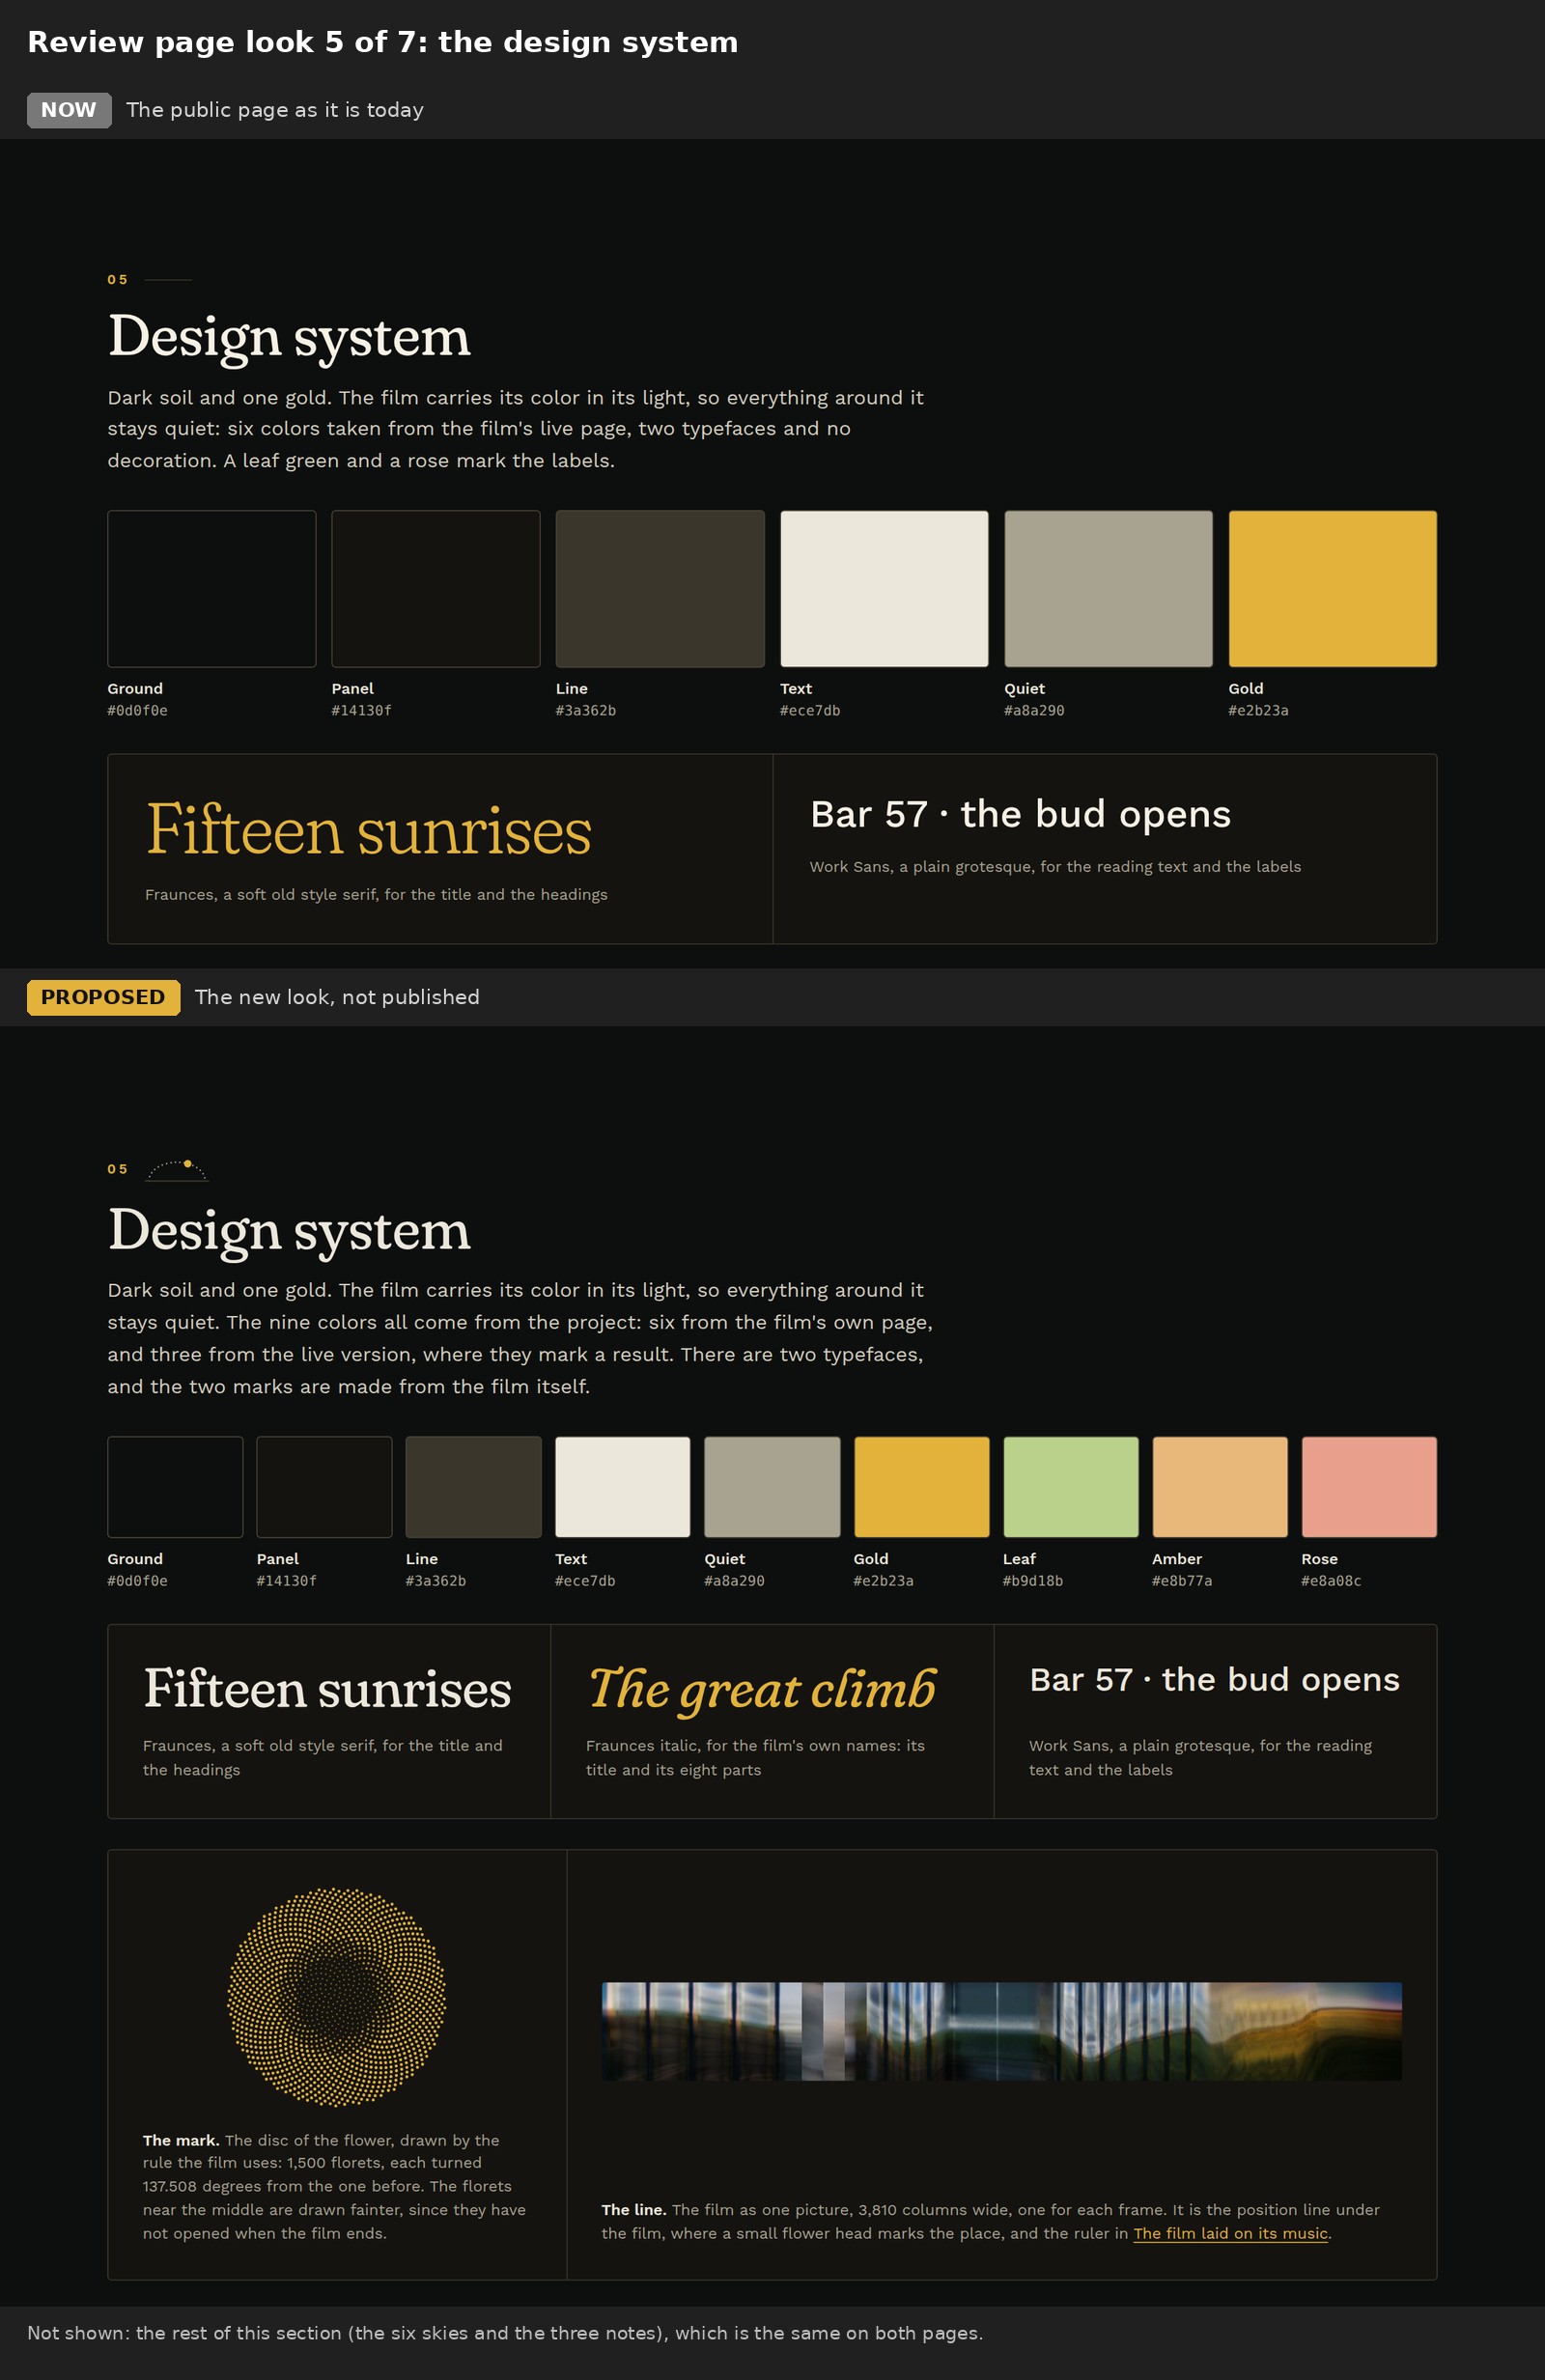 Review page look 5 of 7: the design system
NOW The public page as it is today
05
Design system
Dark soil and one gold. The film carries its color in its light, so everything around it
stays quiet: six colors taken from the film's live page, two typefaces and no
decoration. A leaf green and a rose mark the labels.
Ground Panel Line Text Quiet Gold
#0d0f0e #14130f #3a362b #ece7db #a8a290 #e2b23a
Fifteen sunrises
Fraunces, a soft old style serif, for the title and the headings
Bar 57 · the bud opens
Work Sans, a plain grotesque, for the reading text and the labels
PROPOSED The new look, not published
05
Design system
Dark soil and one gold. The film carries its color in its light, so everything around it
stays quiet. The nine colors all come from the project: six from the film's own page,
and three from the live version, where they mark a result. There are two typefaces,
and the two marks are made from the film itself.
Ground Panel Line Text Quiet Gold Leaf Amber Rose
#0d0f0e #14130f #3a362b #ece7db #a8a290 #e2b23a #b9d18b #e8b77a #e8a08c
Fifteen sunrises
Fraunces, a soft old style serif, for the title and
the headings
The great climb
Fraunces italic, for the film's own names: its
title and its eight parts
Bar 57 · the bud opens
Work Sans, a plain grotesque, for the reading
text and the labels
The mark. The disc of the flower, drawn by the
rule the film uses: 1,500 florets, each turned
137.508 degrees from the one before. The florets
near the middle are drawn fainter, since they have
not opened when the film ends.
The line. The film as one picture, 3,810 columns wide, one for each frame. It is the position line under
the film, where a small flower head marks the place, and the ruler in The film laid on its music.
Not shown: the rest of this section (the six skies and the three notes), which is the same on both pages.